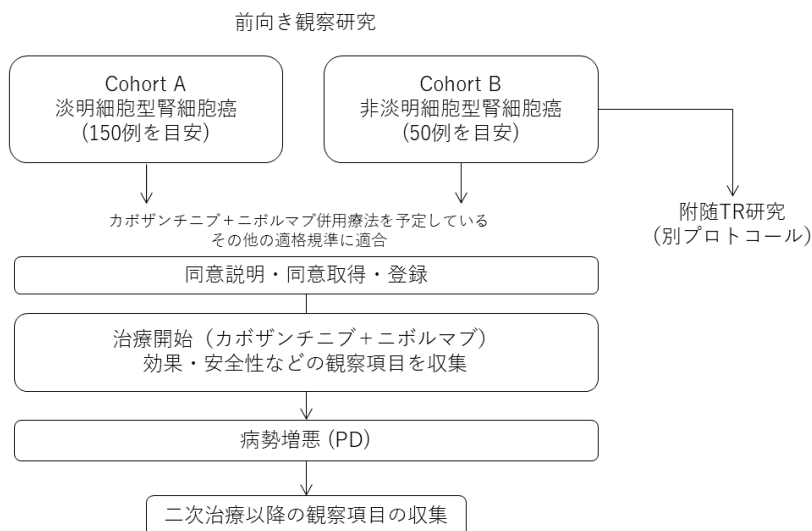 前向き観察研究
Cohort A
淡明細胞型腎細胞癌
(150例を目安)
Cohort B
非淡明細胞型腎細胞癌
(50例を目安)
カボザンチニブ＋ニボルマブ併用療法を予定している
その他の適格規準に適合
附随TR研究
(別プロトコール)
同意説明・同意取得・登録
治療開始（カボザンチニブ＋ニボルマブ）
効果・安全性などの観察項目を収集
病勢増悪 (PD)
二次治療以降の観察項目の収集